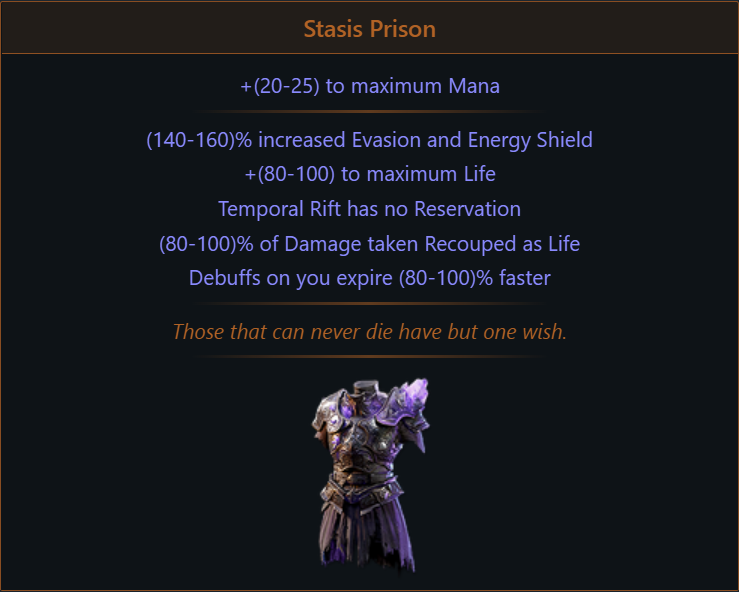 Stasis Prison
+(20-25) to maximum Mana
(140-160)% increased Evasion and Energy Shield
+(80-100) to maximum Life
Temporal Rift has no Reservation
(80-100)% of Damage taken Recouped as Life
Debuffs on you expire (80-100)% faster
Those that can never die have but one wish.